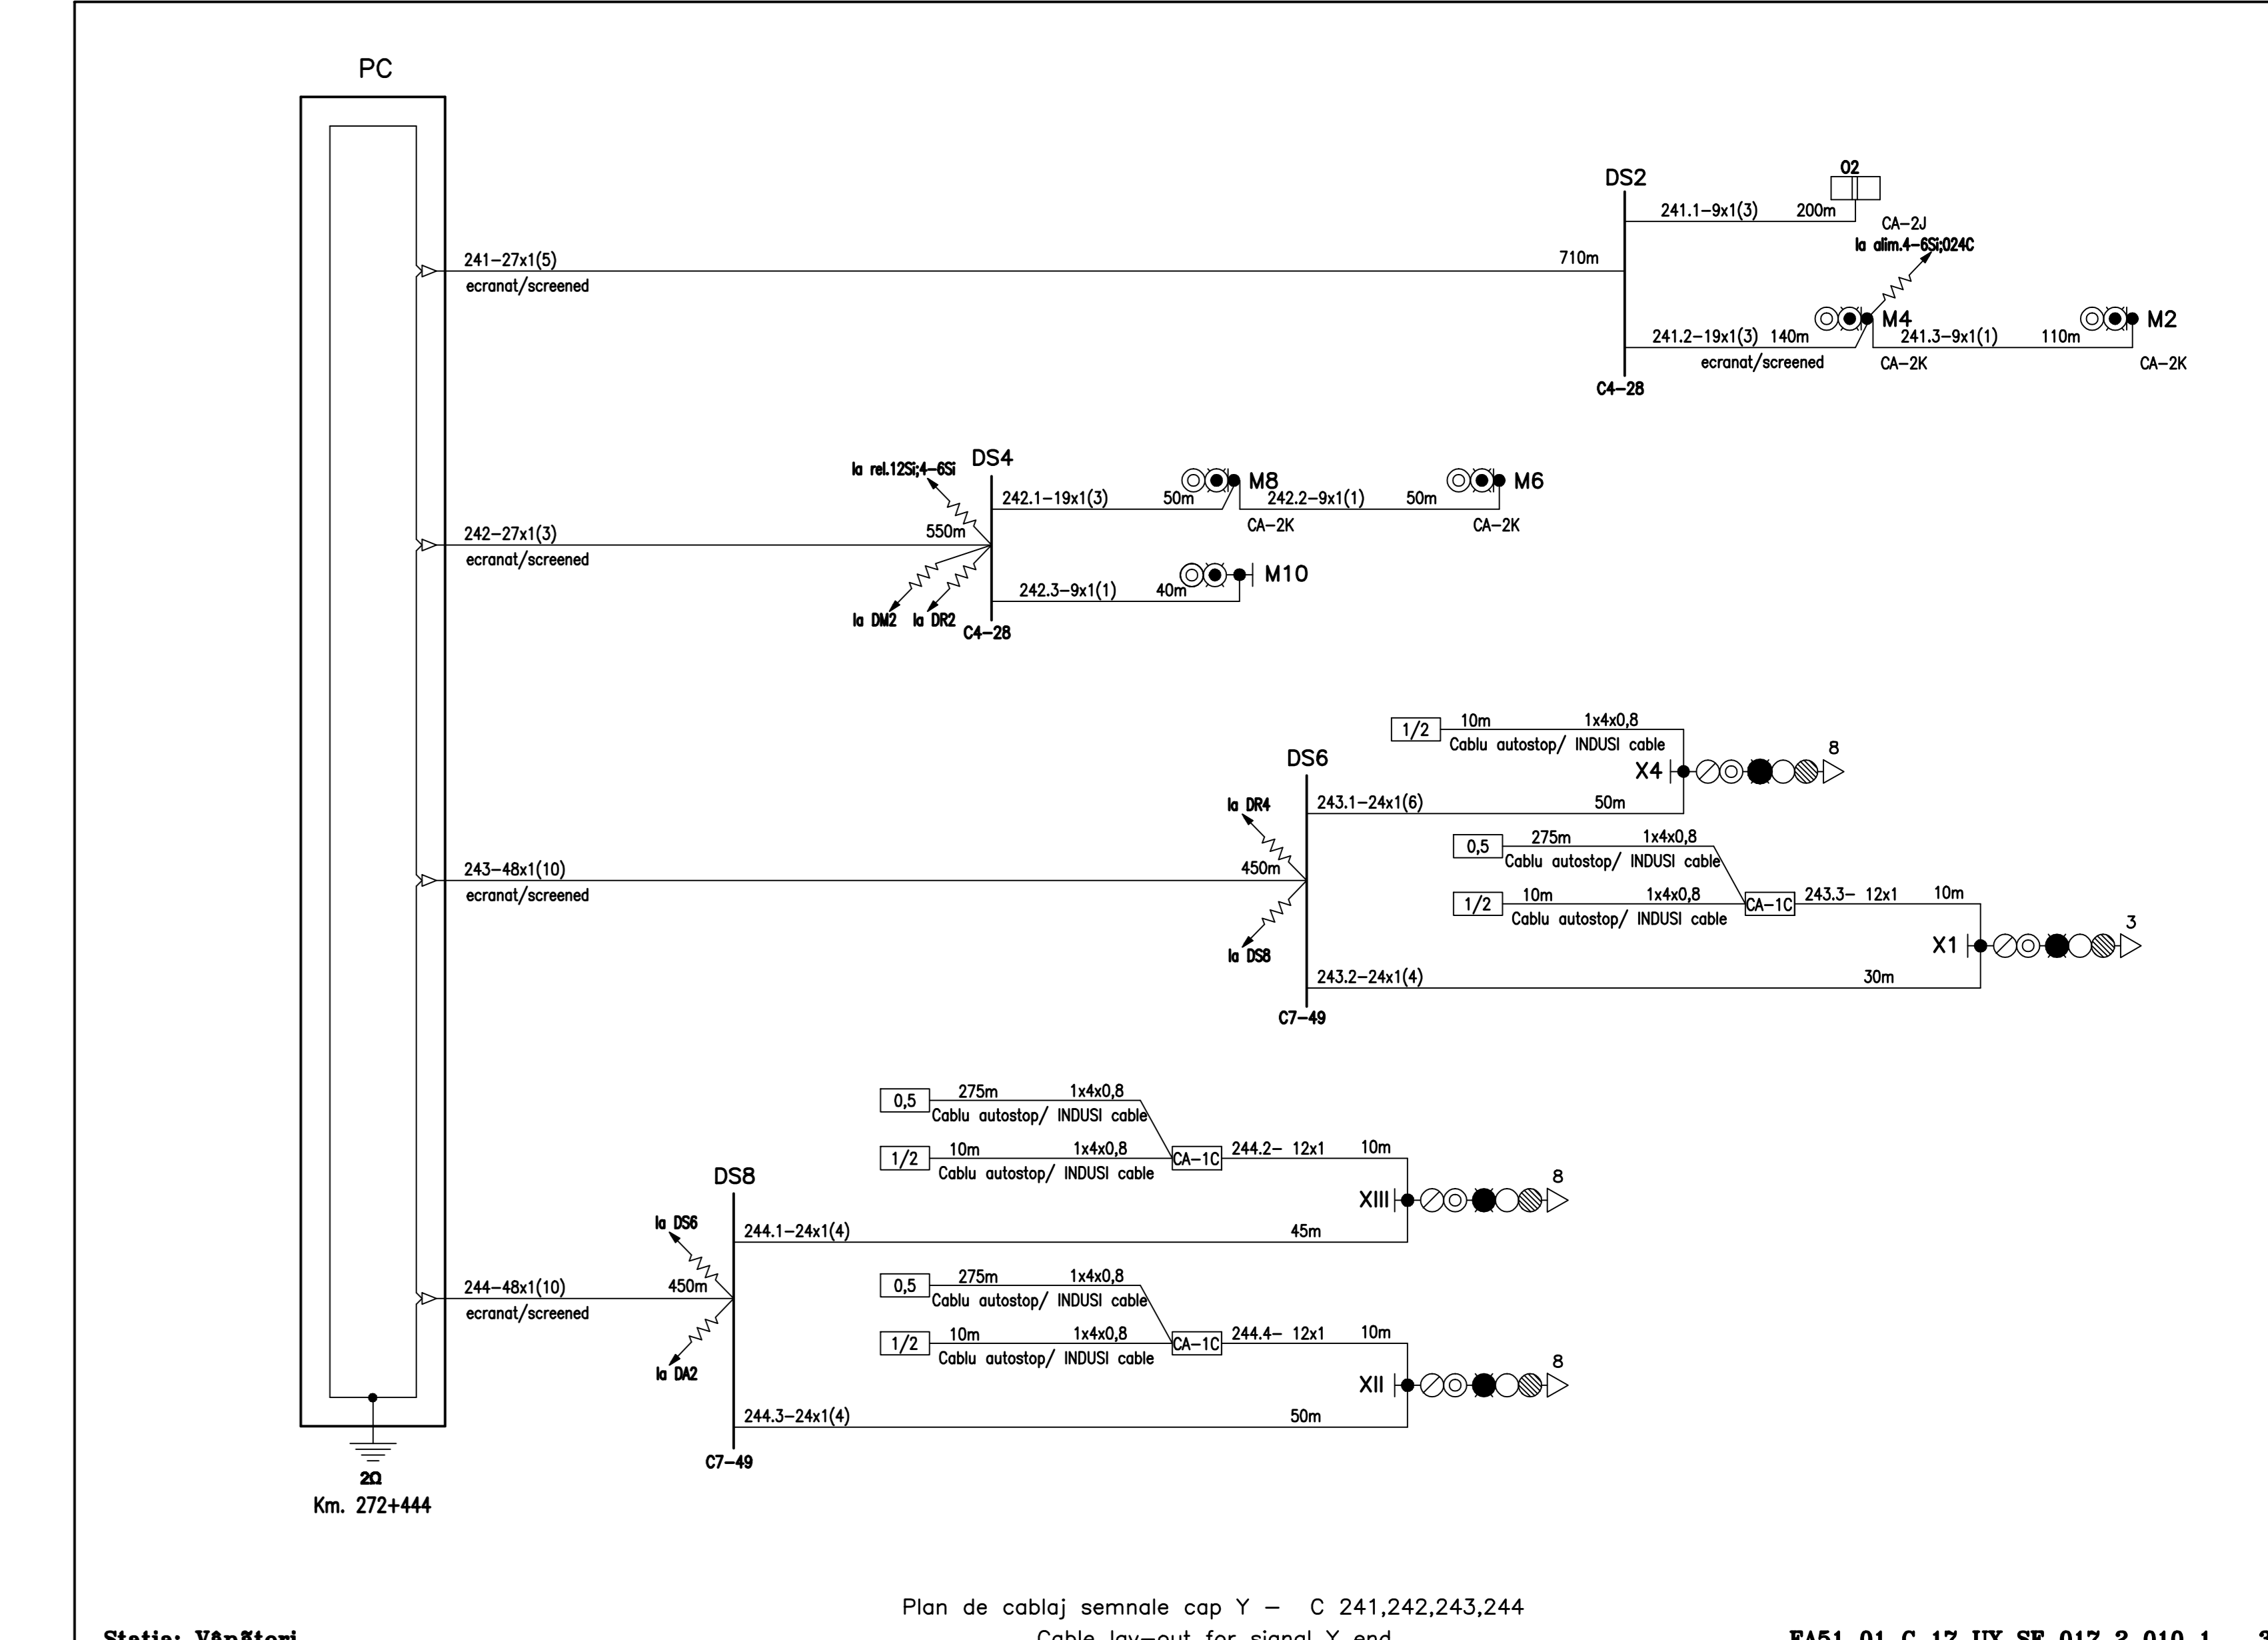 PC
O2
DS2
241.1-9x1(3) 200m
CA-2J
la alim.4-6Si;024C
241-27x1(5)
ecranat/screened
710m
M4
M2
241.2-19x1(3) 140m
ecranat/screened
241.3-9x1(1) 110m
CA-2K
CA-2K
C4-28
DS4
la rel.12Si;4-6Si
M8
M6
242.1-19x1(3) 50m
242.2-9x1(1) 50m
CA-2K
CA-2K
242-27x1(3)
ecranat/screened
550m
M10
242.3-9x1(1) 40m
la DM2
la DR2
C4-28
1/2
10m 1x4x0,8
Cablu autostop/ INDUSI cable
8
DS6
X4
la DR4
243.1-24x1(6) 50m
0,5
275m 1x4x0,8
Cablu autostop/ INDUSI cable
243-48x1(10)
ecranat/screened
450m
1/2
10m 1x4x0,8
Cablu autostop/ INDUSI cable
CA-1C
243.3- 12x1 10m
3
X1
la DS8
243.2-24x1(4) 30m
C7-49
0,5
275m 1x4x0,8
Cablu autostop/ INDUSI cable
1/2
10m 1x4x0,8
Cablu autostop/ INDUSI cable
CA-1C
244.2- 12x1 10m
DS8
8
XIII
la DS6
244.1-24x1(4) 45m
244-48x1(10)
ecranat/screened
450m
0,5
275m 1x4x0,8
Cablu autostop/ INDUSI cable
1/2
10m 1x4x0,8
Cablu autostop/ INDUSI cable
CA-1C
244.4- 12x1 10m
la DA2
8
XII
244.3-24x1(4) 50m
C7-49
2Ω
Km. 272+444
Plan de cablaj semnale cap Y - C 241,242,243,244
Cable lay-out for signal Y end
Statia: Vânători